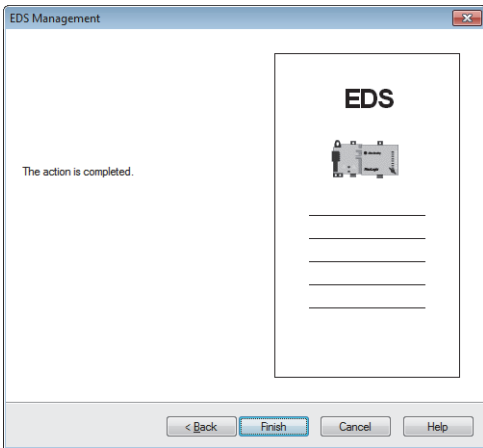 EDS Management
EDS
The action is completed.
< Back
Finish
Cancel
Help